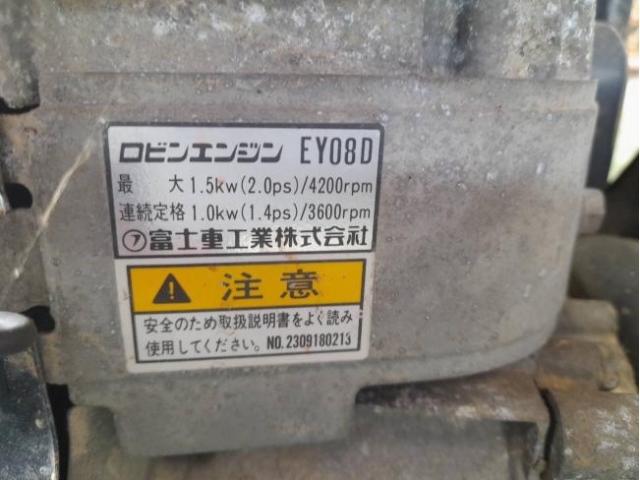 ロビンエンジン EY08D
最 大 1.5kw(2.0ps)/4200rpm
連続定格 1.0kw(1.4ps)/3600rpm
㋐富士重工業株式会社
注意
安全のため取扱説明書をよく読み
使用してください。NO.2309180213